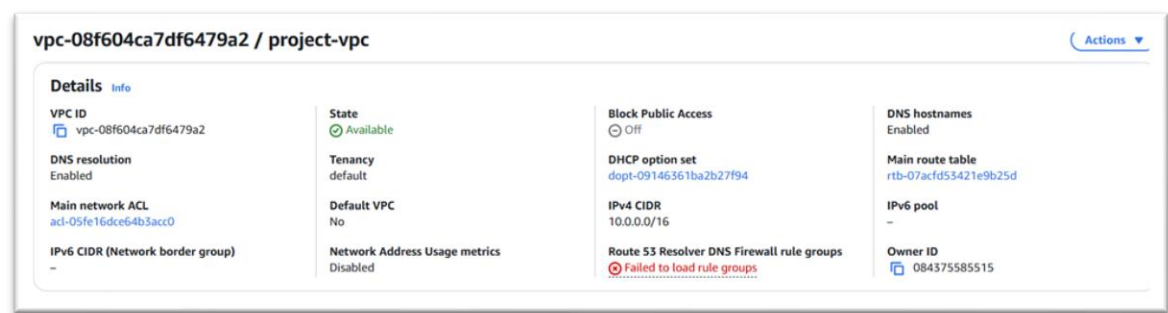 vpc-08f604ca7df6479a2 / project-vpc
Actions
Details Info
VPC ID
vpc-08f604ca7df6479a2
State
Available
Block Public Access
Off
DNS hostnames
Enabled
DNS resolution
Enabled
Tenancy
default
DHCP option set
dopt-09146361ba2b27f94
Main route table
rtb-07acfd53421e9b25d
Main network ACL
acl-05fe16dce64b3acc0
Default VPC
No
IPv4 CIDR
10.0.0.0/16
IPv6 pool
–
IPv6 CIDR (Network border group)
–
Network Address Usage metrics
Disabled
Route 53 Resolver DNS Firewall rule groups
Failed to load rule groups
Owner ID
084375585515